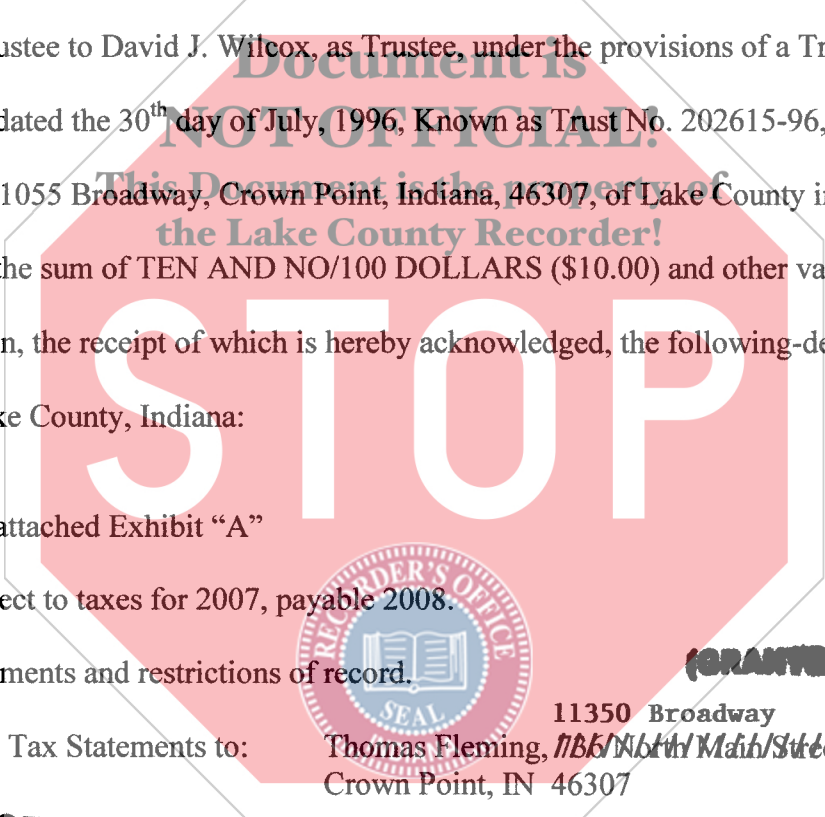 ustee to David J. Wilcox, as Trustee, under the provisions of a Tr
Document is
dated the 30th day of July, 1996, Known as Trust No. 202615-96,
NOT OFFICIAL!
This Document is the property of
1055 Broadway, Crown Point, Indiana, 46307, of Lake County i
the Lake County Recorder!
the sum of TEN AND NO/100 DOLLARS ($10.00) and other va
n, the receipt of which is hereby acknowledged, the following-de
STOP
ke County, Indiana:
attached Exhibit “A”
RECORDER'S OFFICE
ect to taxes for 2007, payable 2008.
ments and restrictions of record.
SEAL
(GRANTE
11350 Broadway
Tax Statements to: Thomas Fleming, North Main Stre
Crown Point, IN 46307